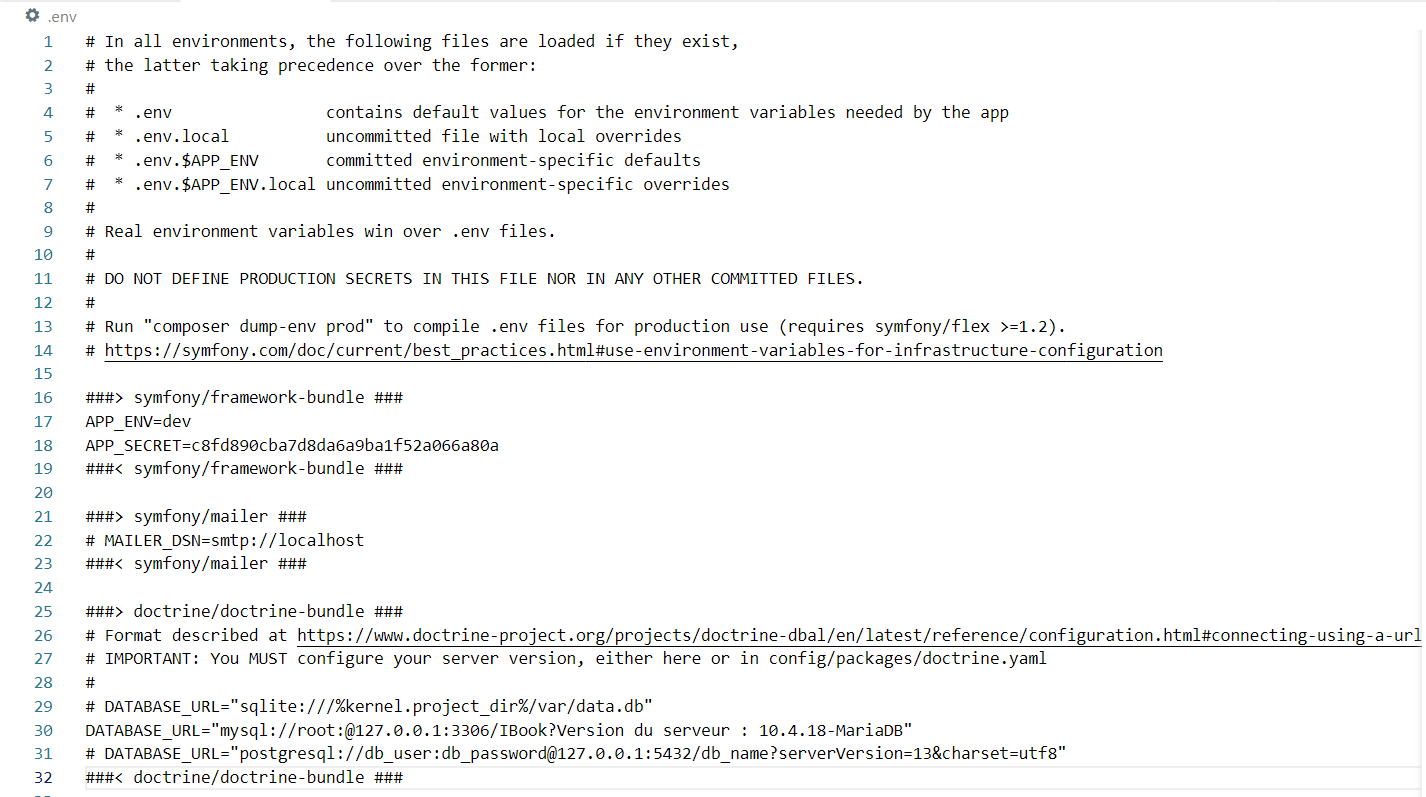 .env
1 # In all environments, the following files are loaded if they exist,
2 # the latter taking precedence over the former:
3 #
4 #  * .env                contains default values for the environment variables needed by the app
5 #  * .env.local          uncommitted file with local overrides
6 #  * .env.$APP_ENV       committed environment-specific defaults
7 #  * .env.$APP_ENV.local uncommitted environment-specific overrides
8 #
9 # Real environment variables win over .env files.
10 #
11 # DO NOT DEFINE PRODUCTION SECRETS IN THIS FILE NOR IN ANY OTHER COMMITTED FILES.
12 #
13 # Run "composer dump-env prod" to compile .env files for production use (requires symfony/flex >=1.2).
14 # https://symfony.com/doc/current/best_practices.html#use-environment-variables-for-infrastructure-configuration
15
16 ###> symfony/framework-bundle ###
17 APP_ENV=dev
18 APP_SECRET=c8fd890cba7d8da6a9ba1f52a066a80a
19 ###< symfony/framework-bundle ###
20
21 ###> symfony/mailer ###
22 # MAILER_DSN=smtp://localhost
23 ###< symfony/mailer ###
24
25 ###> doctrine/doctrine-bundle ###
26 # Format described at https://www.doctrine-project.org/projects/doctrine-dbal/en/latest/reference/configuration.html#connecting-using-a-url
27 # IMPORTANT: You MUST configure your server version, either here or in config/packages/doctrine.yaml
28 #
29 # DATABASE_URL="sqlite:///%kernel.project_dir%/var/data.db"
30 DATABASE_URL="mysql://root:@127.0.0.1:3306/IBook?Version du serveur : 10.4.18-MariaDB"
31 # DATABASE_URL="postgresql://db_user:db_password@127.0.0.1:5432/db_name?serverVersion=13&charset=utf8"
32 ###< doctrine/doctrine-bundle ###